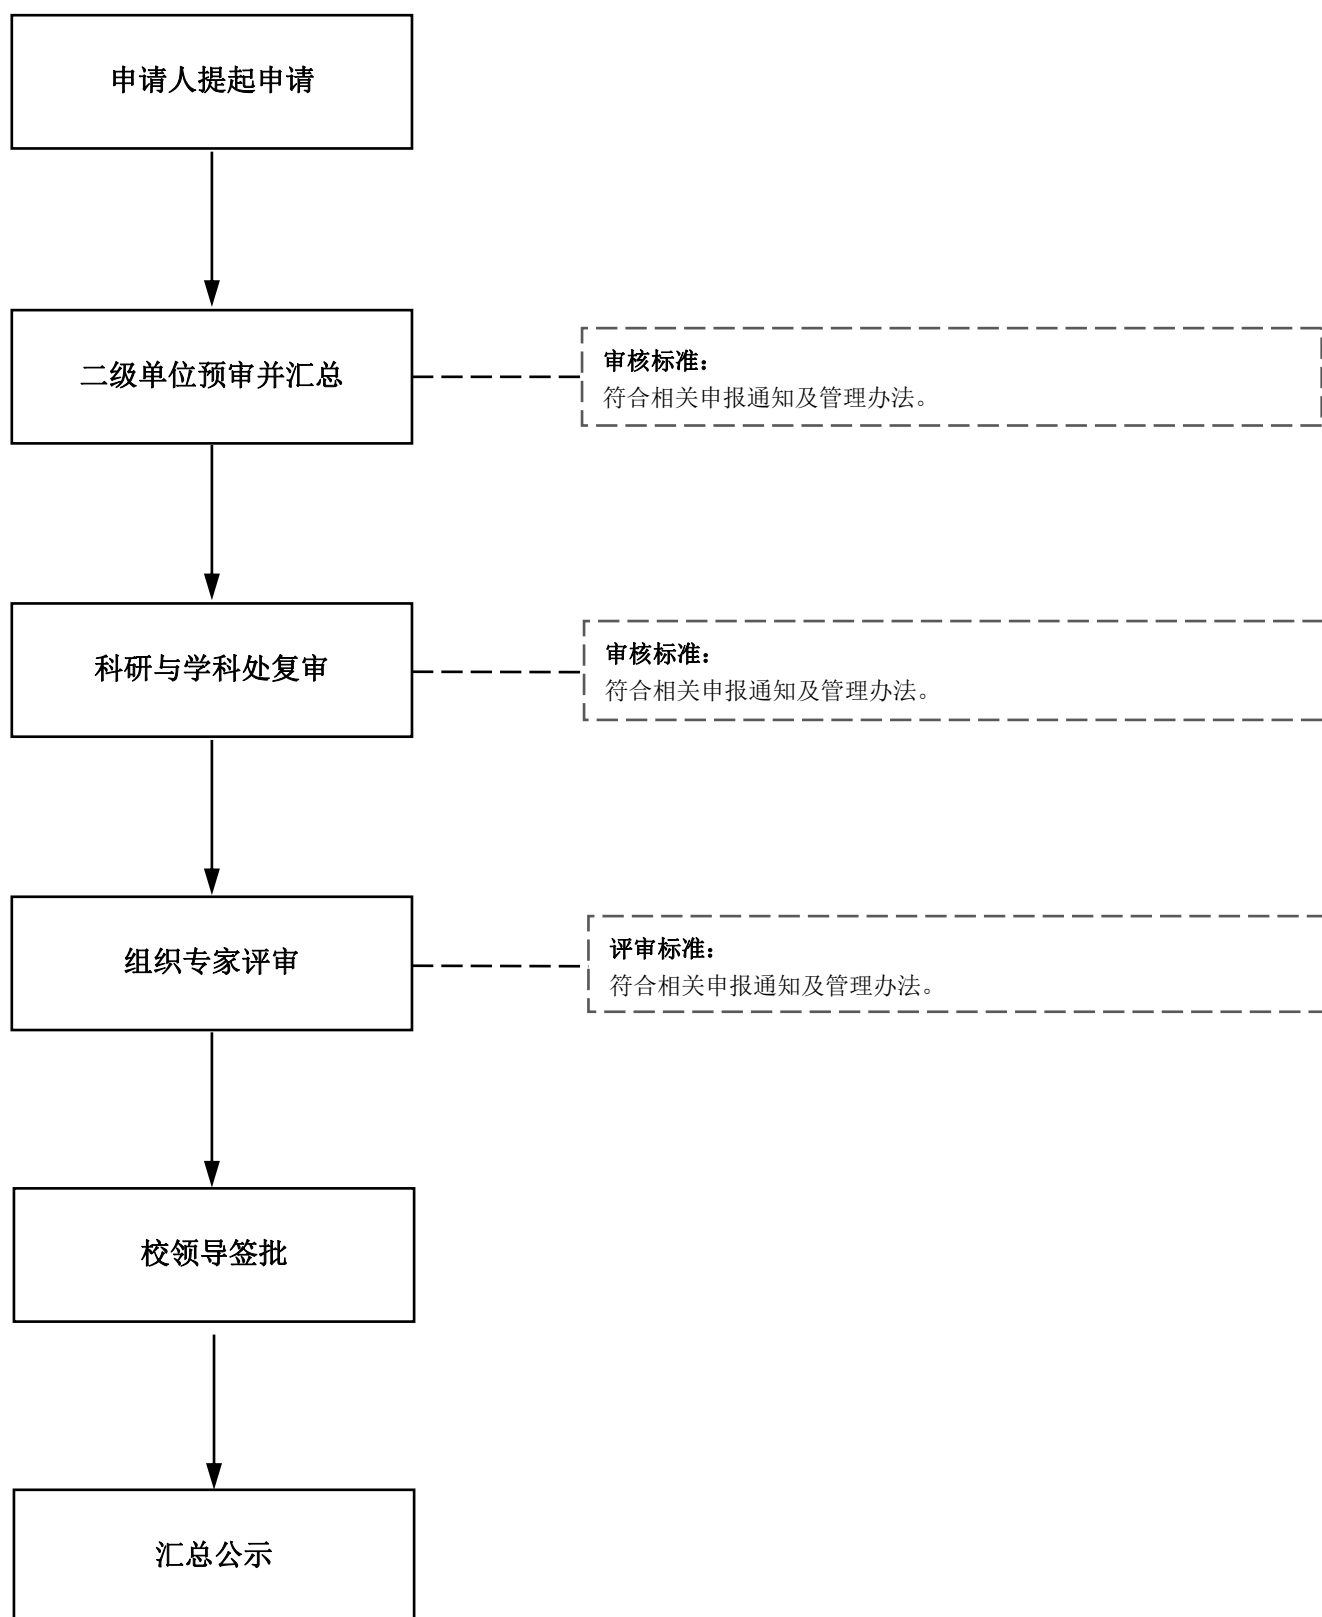 申请人提起申请
二级单位预审并汇总
审核标准：
符合相关申报通知及管理办法。
科研与学科处复审
审核标准：
符合相关申报通知及管理办法。
组织专家评审
评审标准：
符合相关申报通知及管理办法。
校领导签批
汇总公示